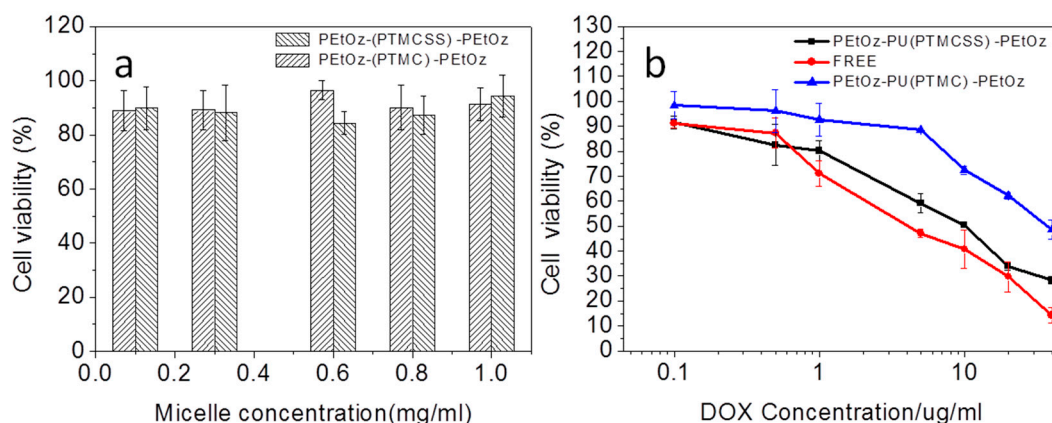 a
PEtOz-(PTMCSS) -PEtOz
PEtOz-(PTMC) -PEtOz
Cell viability (%)
120
100
80
60
40
20
0
0.0 0.2 0.4 0.6 0.8 1.0
Micelle concentration(mg/ml)
b
PEtOz-PU(PTMCSS) -PEtOz
FREE
PEtOz-PU(PTMC) -PEtOz
Cell viability (%)
130
120
110
100
90
80
70
60
50
40
30
20
10
0
0.1 1 10
DOX Concentration/ug/ml